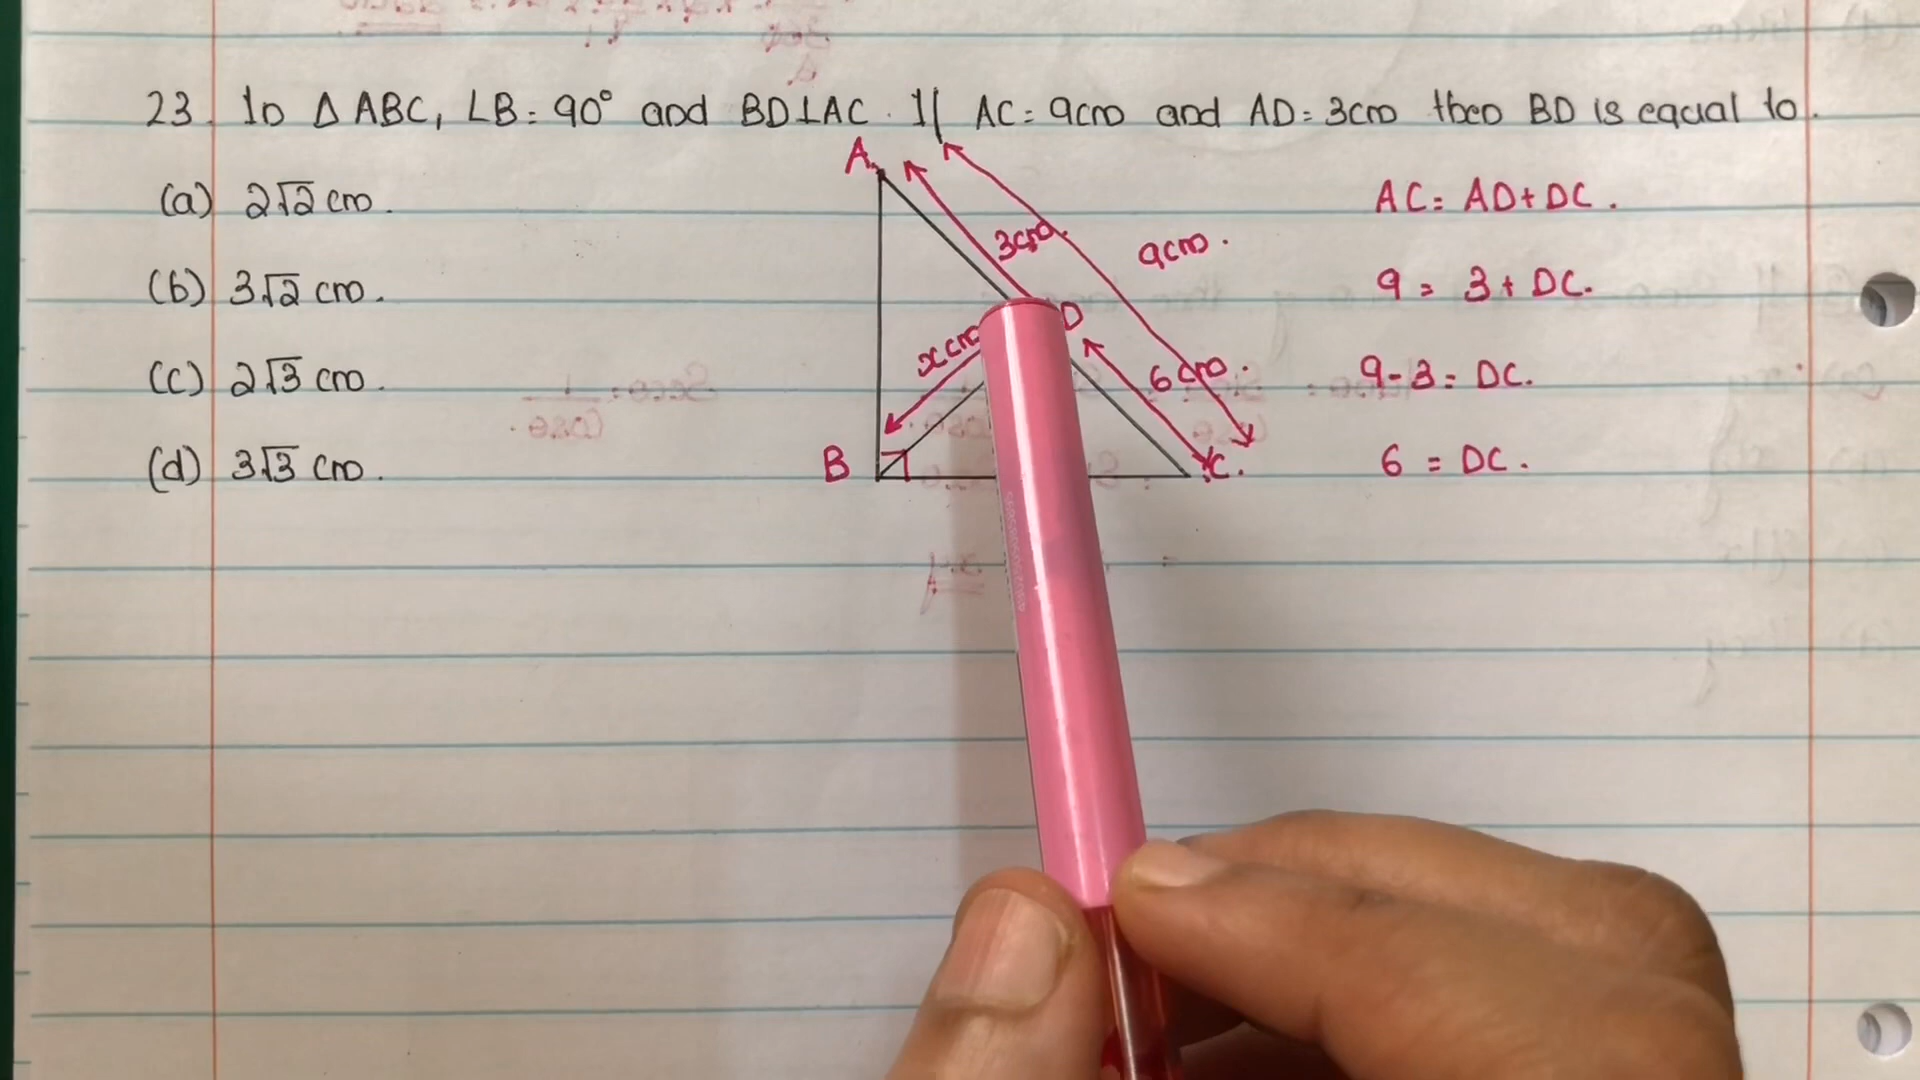 23. In Δ ABC, ∠B = 90° and BD⊥AC. If AC = 9cm and AD = 3cm then BD is equal to.
(a) 2√2 cm.
(b) 3√2 cm.
(c) 2√3 cm.
(d) 3√3 cm.
A
3cm
9cm.
D
x cm
6cm.
B
C.
AC = AD + DC.
9 = 3 + DC.
9 - 3 = DC.
6 = DC.